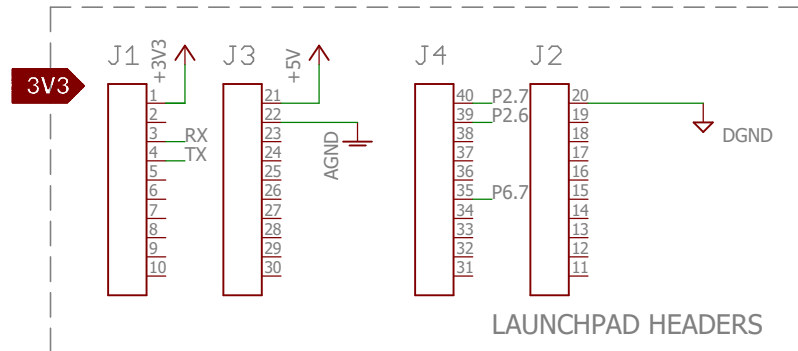 J1 J3 J4 J2
+3V3 +5V
3V3
1 21 40 P2.7 20
2 22 39 P2.6 19
3 RX 23 38 18
4 TX 24 37 17
5 25 36 16
6 26 35 P6.7 15
7 27 34 14
8 28 33 13
9 29 32 12
10 30 31 11
AGND
DGND
LAUNCHPAD HEADERS